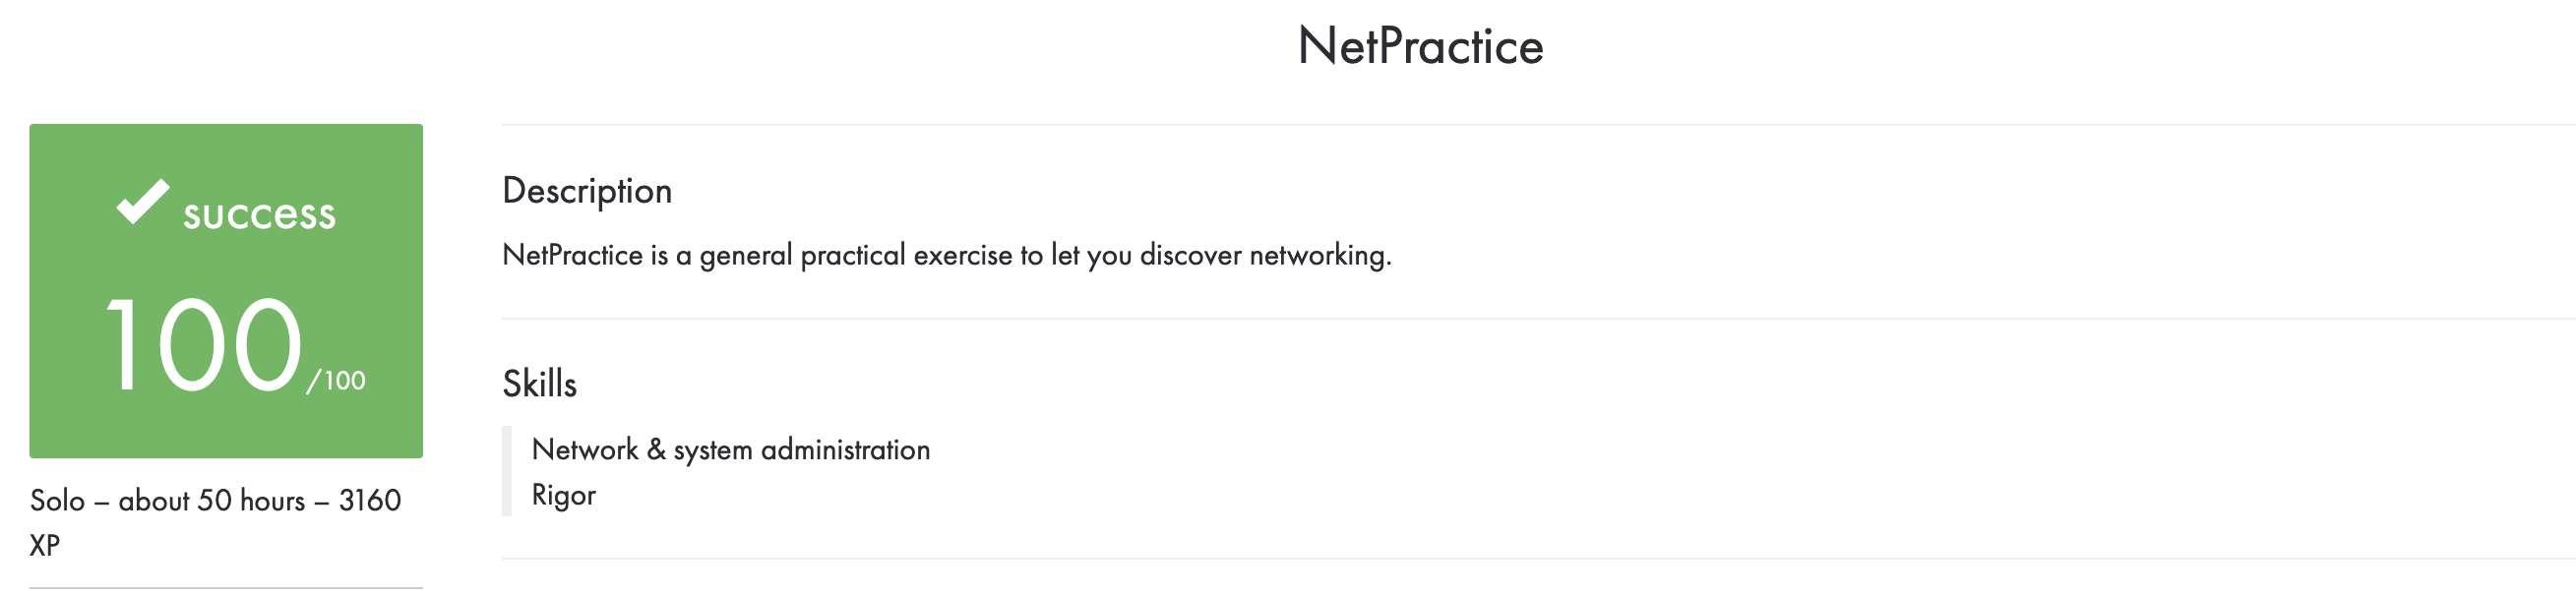 NetPractice
success
100/100
Solo – about 50 hours – 3160
XP
Description
NetPractice is a general practical exercise to let you discover networking.
Skills
Network & system administration
Rigor